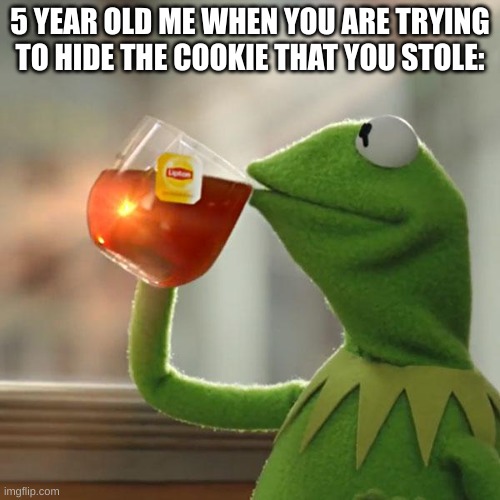 5 YEAR OLD ME WHEN YOU ARE TRYING
TO HIDE THE COOKIE THAT YOU STOLE:
Lipton
imgflip.com